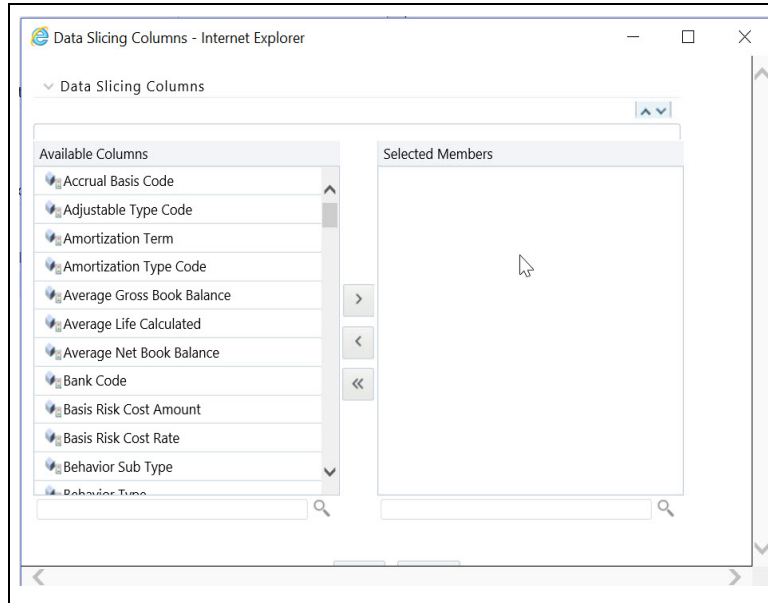 Data Slicing Columns - Internet Explorer
Data Slicing Columns
Available Columns
Accrual Basis Code
Adjustable Type Code
Amortization Term
Amortization Type Code
Average Gross Book Balance
Average Life Calculated
Average Net Book Balance
Bank Code
Basis Risk Cost Amount
Basis Risk Cost Rate
Behavior Sub Type
Behavior Type
Selected Members